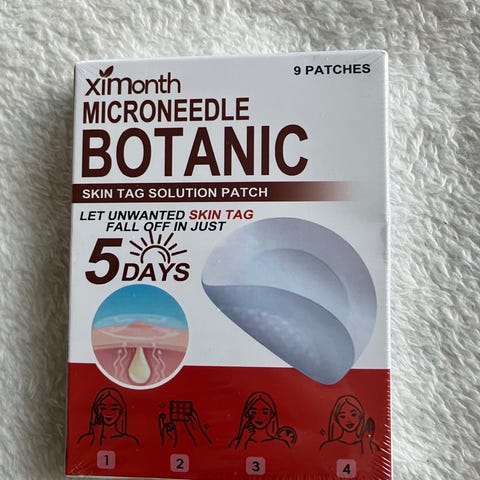 ximonth
9 PATCHES
MICRONEEDLE
BOTANIC
SKIN TAG SOLUTION PATCH
LET UNWANTED SKIN TAG
FALL OFF IN JUST
5 DAYS
1 2 3 4